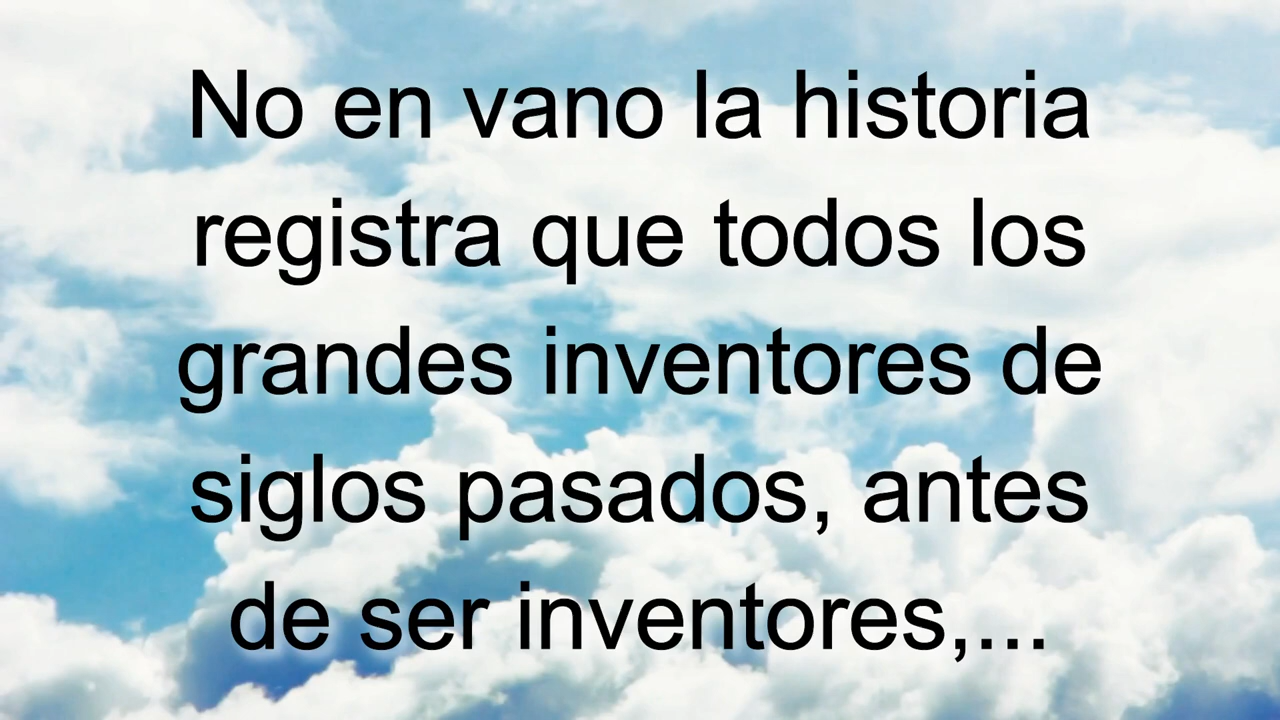 No en vano la historia
registra que todos los
grandes inventores de
siglos pasados, antes
de ser inventores,...